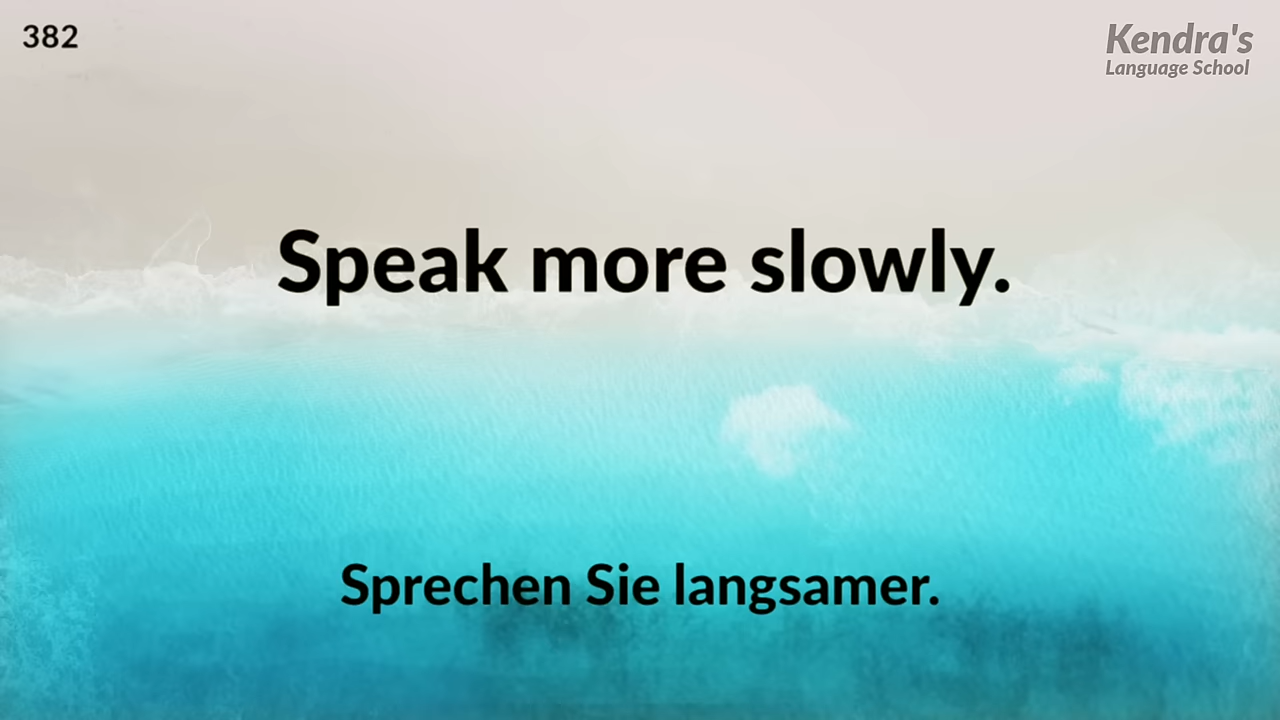 382
Kendra's
Language School
Speak more slowly.
Sprechen Sie langsamer.